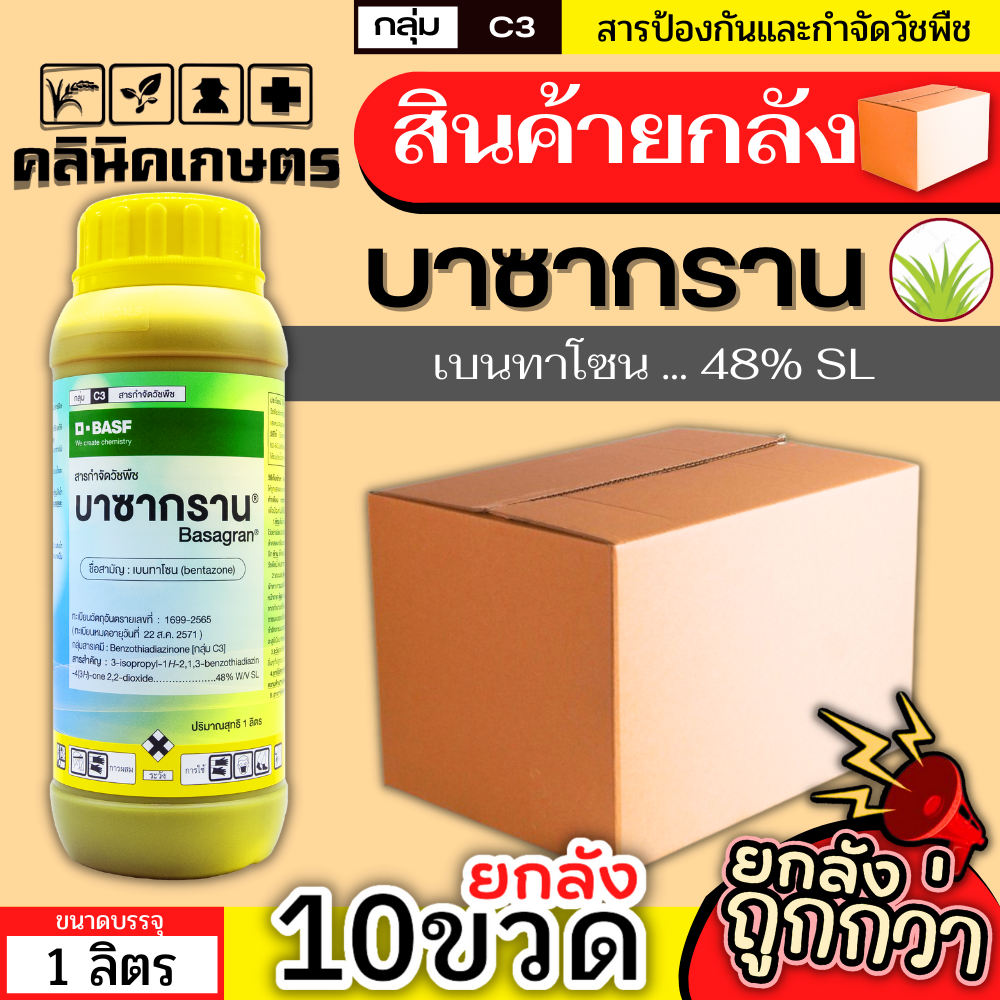 กลุ่ม C3 สารป้องกันและกำจัดวัชพืช
คลินิคเกษตร
สินค้ายกลัง
บาซากราน
เบนทาโซน ... 48% SL
กลุ่ม C3 สารกำจัดวัชพืช
BASF
We create chemistry
สารกำจัดวัชพืช
บาซากราน®
Basagran®
ชื่อสามัญ : เบนทาโซน (bentazone)
ทะเบียนวัตถุอันตรายเลขที่ : 1699-2565
(ทะเบียนหมดอายุวันที่ 22 ส.ค. 2571)
กลุ่มสารเคมี : Benzothiadiazinone [กลุ่ม C3]
สารสำคัญ : 3-isopropyl-1H-2,1,3-benzothiadiazin
-4(3H)-one 2,2-dioxide....................48% W/V SL
ปริมาณสุทธิ 1 ลิตร
การผสม
ระวัง
การใช้
ยกลัง
10ขวด
ขนาดบรรจุ
1 ลิตร
ยกลัง
ถูกกว่า